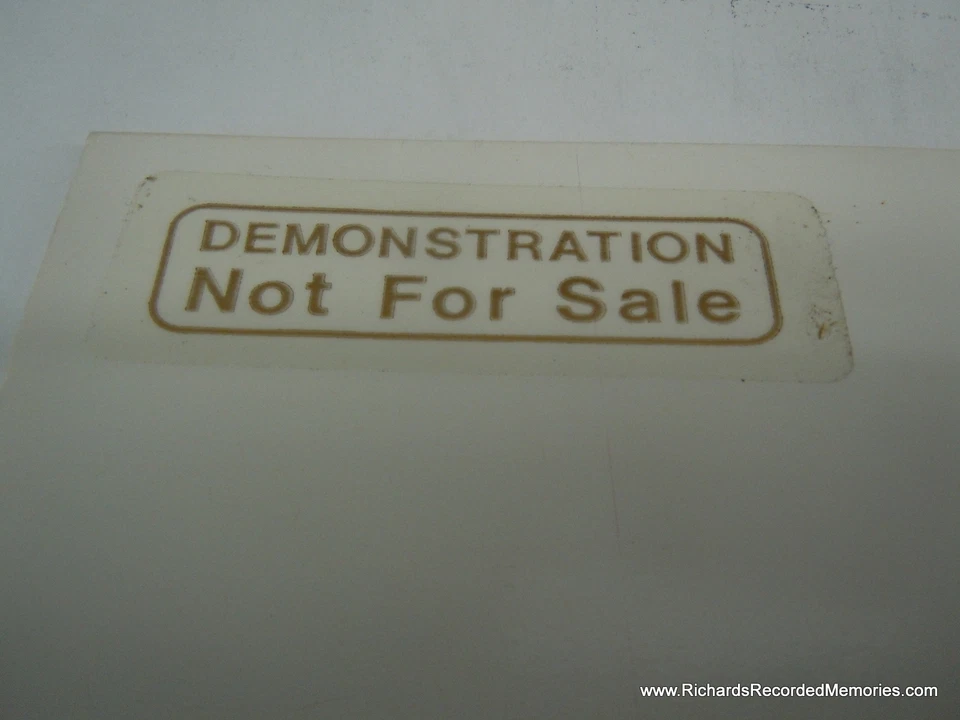 DEMONSTRATION
Not For Sale
www.RichardsRecordedMemories.com